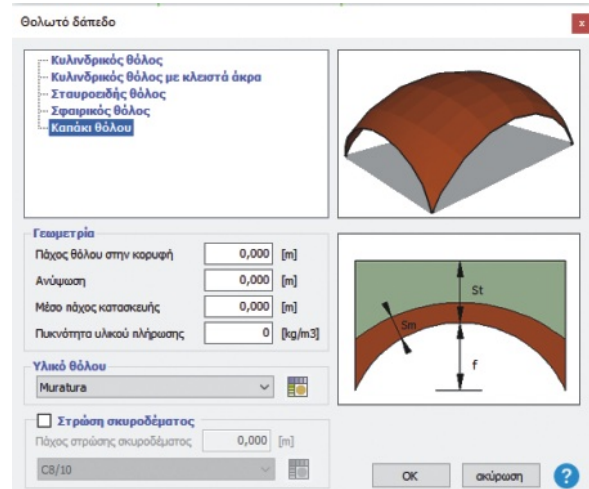 Θολωτό δάπεδο
x
Κυλινδρικός θόλος
Κυλινδρικός θόλος με κλειστά άκρα
Σταυροειδής θόλος
Σφαιρικός θόλος
Καπάκι θόλου
Γεωμετρία
Πάχος θόλου στην κορυφή 0,000 [m]
Ανύψωση 0,000 [m]
Μέσο πάχος κατασκευής 0,000 [m]
Πυκνότητα υλικού πλήρωσης 0 [kg/m3]
St
Sm
f
Υλικό θόλου
Muratura
Στρώση σκυροδέματος
Πάχος στρώσης σκυροδέματος 0,000 [m]
C8/10
OK ακύρωση ?